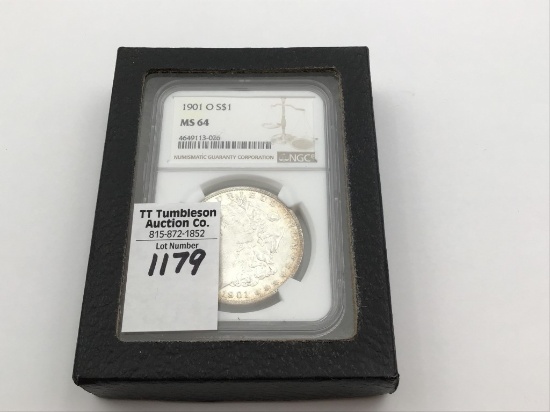 1901 O S$1
MS 64
4649113-026
NUMISMATIC GUARANTY CORPORATION
NGC
TT Tumbleson
Auction Co.
815-872-1852
Lot Number
1179
1901